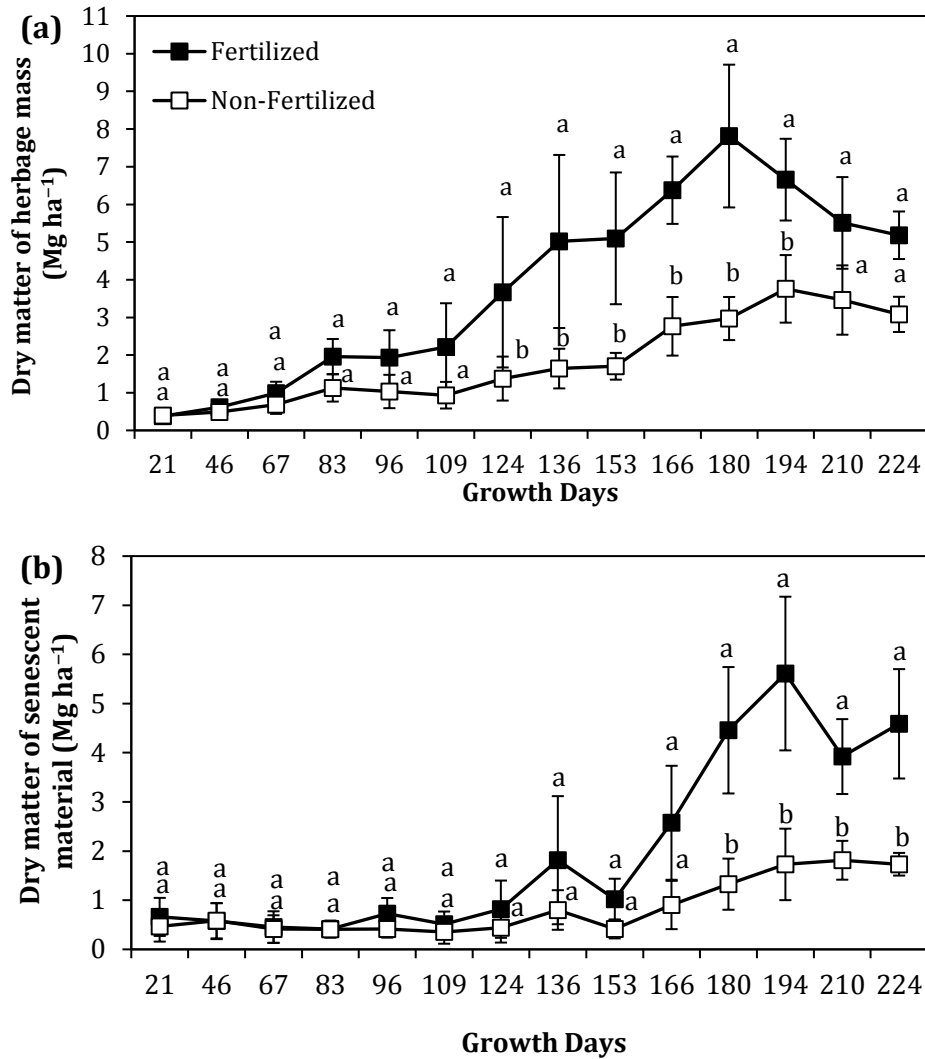 (a)
Fertilized
Non-Fertilized
Dry matter of herbage mass
(Mg ha⁻¹)
11
10
9
8
7
6
5
4
3
2
1
0
a a a a a a a a a a a a a a
a a a a a a b b b b b b a a
21 46 67 83 96 109 124 136 153 166 180 194 210 224
Growth Days
(b)
Dry matter of senescent
material (Mg ha⁻¹)
8
7
6
5
4
3
2
1
0
a a a a a a a a a a a a a a
a a a a a a a a a a b b b b
21 46 67 83 96 109 124 136 153 166 180 194 210 224
Growth Days